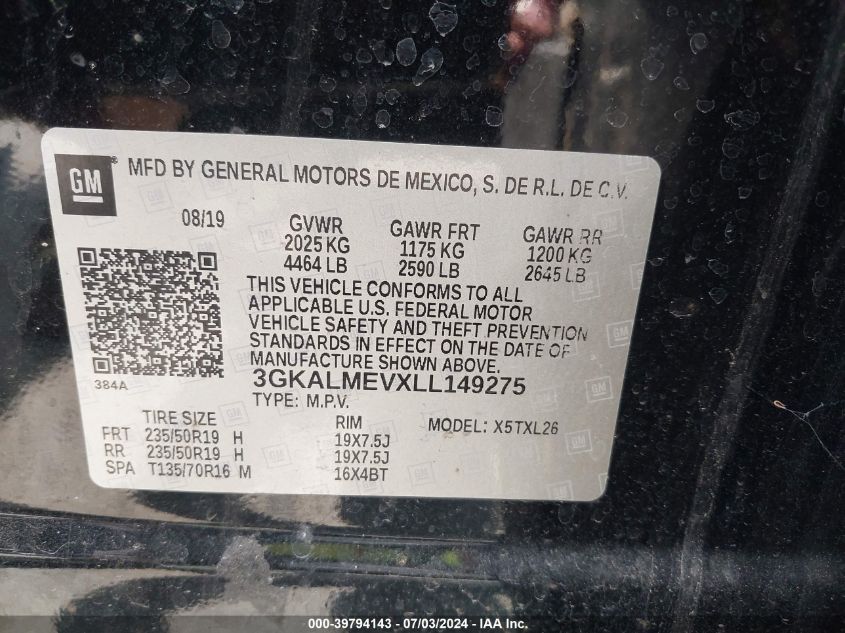 GM
MFD BY GENERAL MOTORS DE MEXICO, S. DE R.L. DE C.V.
08/19 GVWR GAWR FRT GAWR RR
2025 KG 1175 KG 1200 KG
4464 LB 2590 LB 2645 LB
THIS VEHICLE CONFORMS TO ALL
APPLICABLE U.S. FEDERAL MOTOR
VEHICLE SAFETY AND THEFT PREVENTION
STANDARDS IN EFFECT ON THE DATE OF
MANUFACTURE SHOWN ABOVE.
384A
3GKALMEVXLL149275
TYPE: M.P.V.
TIRE SIZE RIM MODEL: X5TXL26
FRT 235/50R19 H 19X7.5J
RR 235/50R19 H 19X7.5J
SPA T135/70R16 M 16X4BT
000-39794143 - 07/03/2024 - IAA Inc.